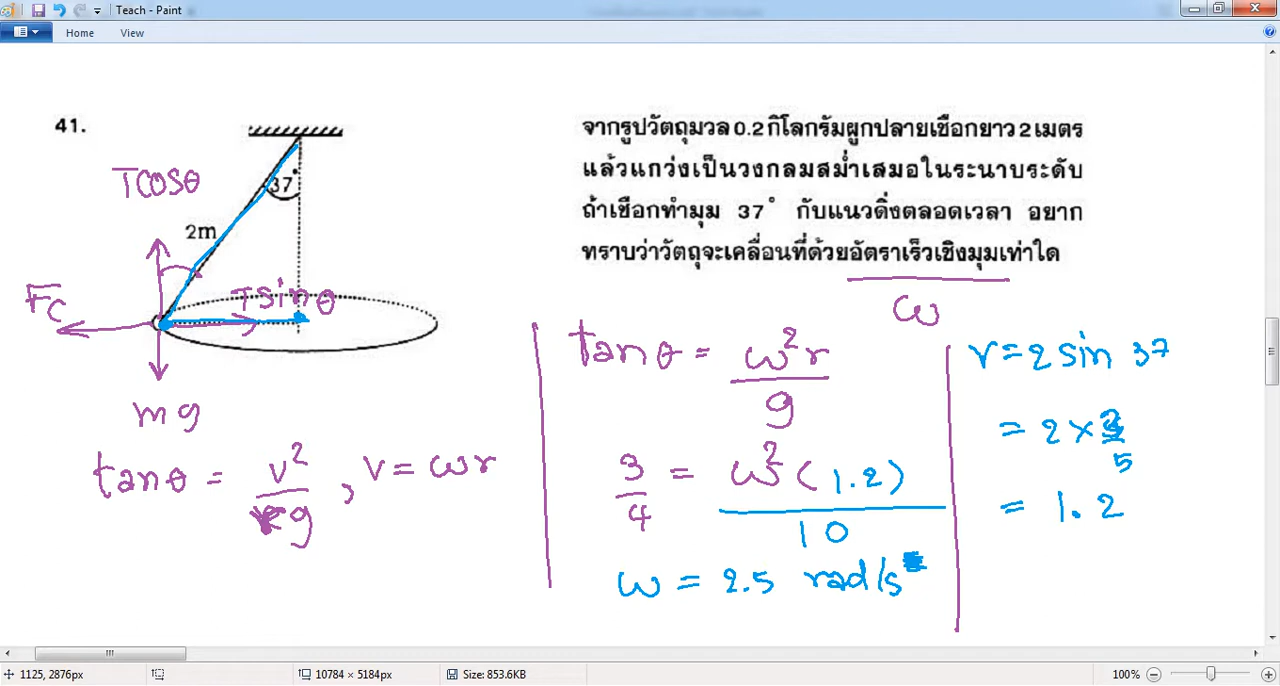 Teach - Paint
Home View
41.
จากรูปวัตถุมวล 0.2 กิโลกรัมผูกปลายเชือกยาว 2 เมตร
แล้วแกว่งเป็นวงกลมสม่ำเสมอในระนาบระดับ
ถ้าเชือกทำมุม 37° กับแนวดิ่งตลอดเวลา อยาก
ทราบว่าวัตถุจะเคลื่อนที่ด้วยอัตราเร็วเชิงมุมเท่าใด
ω
Tcosθ
37°
2m
Tsinθ
Fc
mg
tanθ = v²/rg , v = ωr
tanθ = ω²r/g
3/4 = ω²(1.2)/10
ω = 2.5 rad/s
r = 2 sin 37
= 2 × 3/5
= 1.2
1125, 2876px
10784 × 5184px
Size: 853.6KB
100%